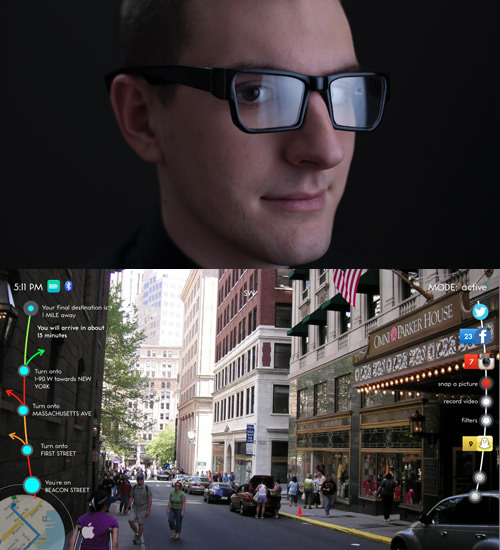 5:11 PM
Your final destination is
1 MILE away
You will arrive in about
15 minutes
Turn onto
I-90 W towards NEW
YORK
Turn onto
MASSACHUSETTS AVE
Turn onto
FIRST STREET
You're on
BEACON STREET
MODE: active
23
7
snap a picture
record video
filters
9
OMNI PARKER HOUSE